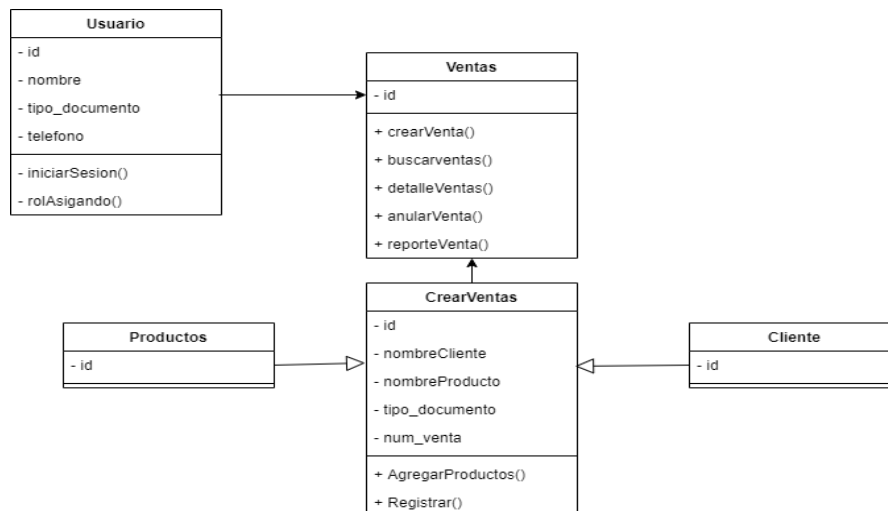 Usuario
- id
- nombre
- tipo_documento
- telefono
- iniciarSesion()
- rolAsigando()
Ventas
- id
+ crearVenta()
+ buscarventas()
+ detalleVentas()
+ anularVenta()
+ reporteVenta()
Productos
- id
CrearVentas
- id
- nombreCliente
- nombreProducto
- tipo_documento
- num_venta
+ AgregarProductos()
+ Registrar()
Cliente
- id